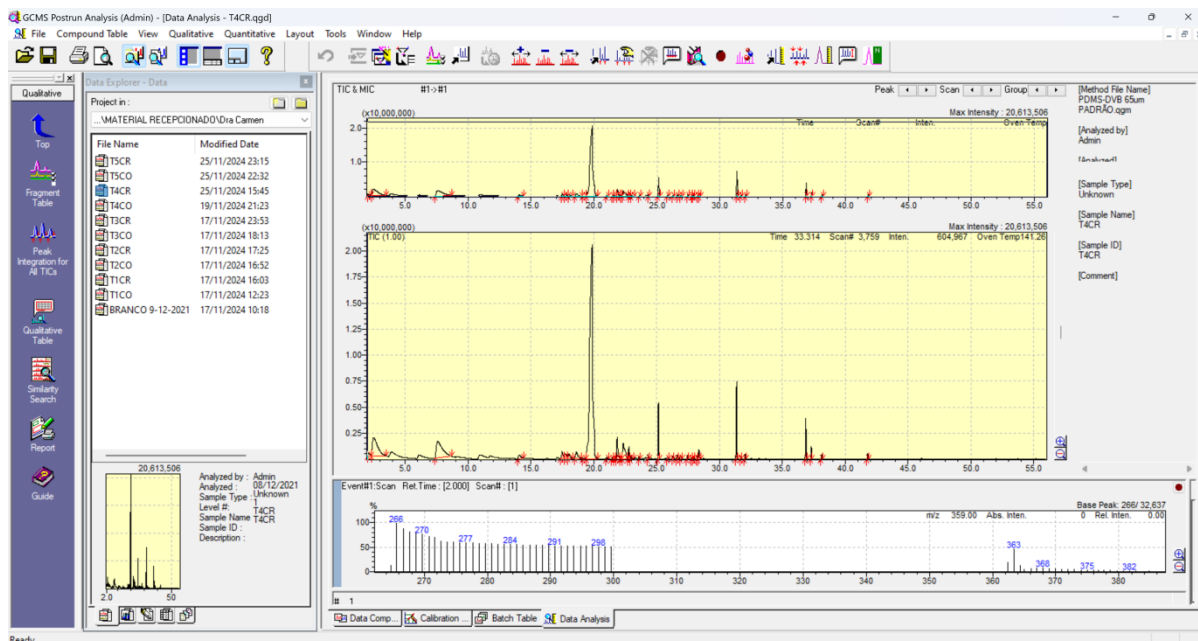 GCMS Postrun Analysis (Admin) - [Data Analysis - T4CR.qgd]
File Compound Table View Qualitative Quantitative Layout Tools Window Help
Qualitative
Top
Fragment
Table
Peak
Integration for
All TICs
Qualitative
Table
Similarity
Search
Report
Guide
Data Explorer - Data
Project in :
...\MATERIAL RECEPCIONADO\Dra Carmen
File Name Modified Date
T5CR 25/11/2024 23:15
T5CO 25/11/2024 22:32
T4CR 25/11/2024 15:45
T4CO 19/11/2024 21:23
T3CR 17/11/2024 23:53
T3CO 17/11/2024 18:13
T2CR 17/11/2024 17:25
T2CO 17/11/2024 16:52
T1CR 17/11/2024 16:03
T1CO 17/11/2024 12:23
BRANCO 9-12-2021 17/11/2024 10:18
20,613,506
2.0 50
Analyzed by : Admin
Analyzed : 08/12/2021
Sample Type : Unknown
Level #: 1
Sample Name T4CR
Sample ID : T4CR
Description :
TIC & MIC #1->#1 Peak Scan Group
(x10,000,000) Max Intensity : 20,613,506
Time Scan# Inten. Oven Temp
2.0
1.0
5.0 10.0 15.0 20.0 25.0 30.0 35.0 40.0 45.0 50.0 55.0
(x10,000,000) Max Intensity : 20,613,506
TIC (1.00) Time 33.314 Scan# 3,759 Inten. 604,967 Oven Temp 141.26
2.00
1.75
1.50
1.25
1.00
0.75
0.50
0.25
5.0 10.0 15.0 20.0 25.0 30.0 35.0 40.0 45.0 50.0 55.0
[Method File Name]
PDMS-DVB 65um
PADRÃO.qgm
[Analyzed by]
Admin
[Analyzed]
[Sample Type]
Unknown
[Sample Name]
T4CR
[Sample ID]
T4CR
[Comment]
Event#1:Scan Ret.Time : [2.000] Scan# : [1]
% Base Peak: 266/ 32,637
m/z 359.00 Abs. Inten. 0 Rel. Inten. 0.00
100
50
0
266 270 277 284 291 298 363 368 375 382
270 280 290 300 310 320 330 340 350 360 370 380
# 1
Data Comp... Calibration ... Batch Table Data Analysis
Ready